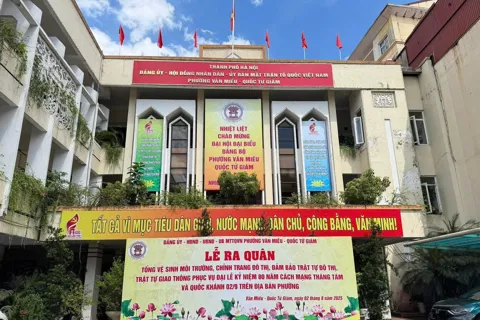 THÀNH PHỐ HÀ NỘI
ĐẢNG ỦY - HỘI ĐỒNG NHÂN DÂN - ỦY BAN MẶT TRẬN TỔ QUỐC VIỆT NAM
PHƯỜNG VĂN MIẾU - QUỐC TỬ GIÁM
NHIỆT LIỆT
CHÀO MỪNG
ĐẠI HỘI ĐẠI BIỂU
ĐẢNG BỘ
PHƯỜNG VĂN MIẾU
QUỐC TỬ GIÁM
TẤT CẢ VÌ MỤC TIÊU DÂN GIÀU, NƯỚC MẠNH, DÂN CHỦ, CÔNG BẰNG, VĂN MINH!
ĐẢNG ỦY - HĐND - UBND - UB MTTQVN PHƯỜNG VĂN MIẾU - QUỐC TỬ GIÁM
LỄ RA QUÂN
TỔNG VỆ SINH MÔI TRƯỜNG, CHỈNH TRANG ĐÔ THỊ, ĐẢM BẢO TRẬT TỰ ĐÔ THỊ,
TRẬT TỰ GIAO THÔNG PHỤC VỤ ĐẠI LỄ KỶ NIỆM 80 NĂM CÁCH MẠNG THÁNG TÁM
VÀ QUỐC KHÁNH 02/9 TRÊN ĐỊA BÀN PHƯỜNG
Văn Miếu - Quốc Tử Giám, ngày 02 tháng 8 năm 2025